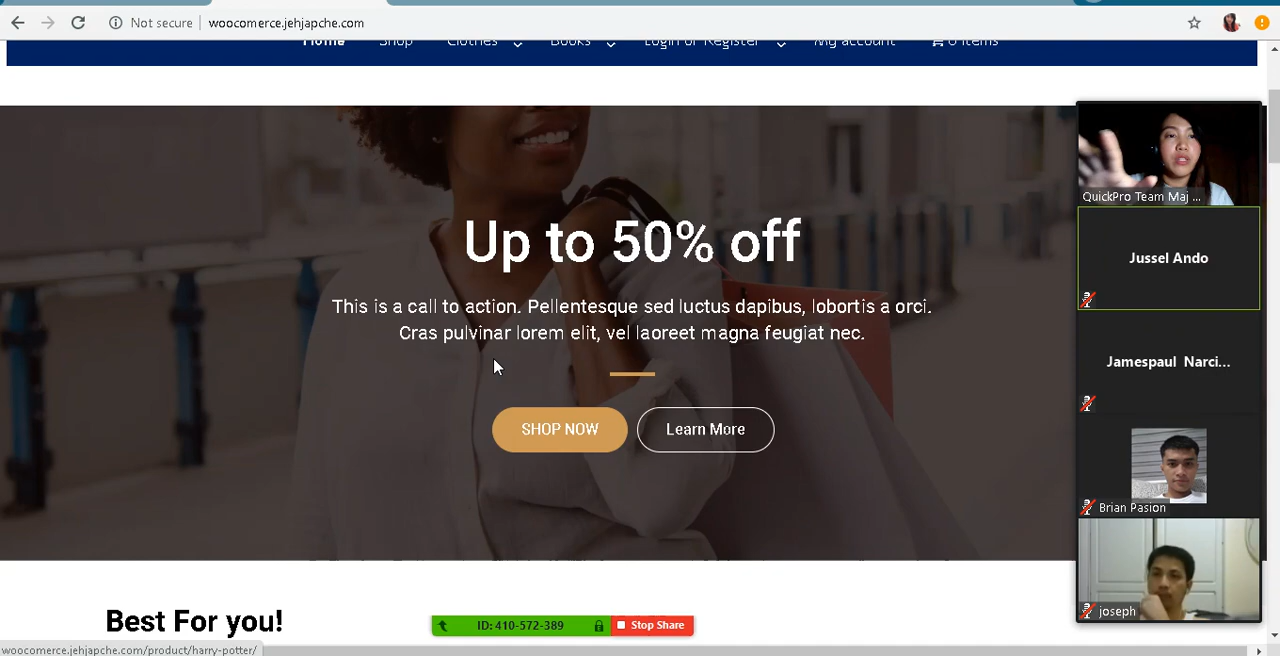 Not secure
woocomerce.jehjapche.com
Home Shop Clothes Books Login or Register My account 0 items
Up to 50% off
This is a call to action. Pellentesque sed luctus dapibus, lobortis a orci.
Cras pulvinar lorem elit, vel laoreet magna feugiat nec.
SHOP NOW
Learn More
Best For you!
ID: 410-572-389
Stop Share
QuickPro Team Maj ...
Jussel Ando
Jamespaul Narci...
Brian Pasion
joseph
woocomerce.jehjapche.com/product/harry-potter/